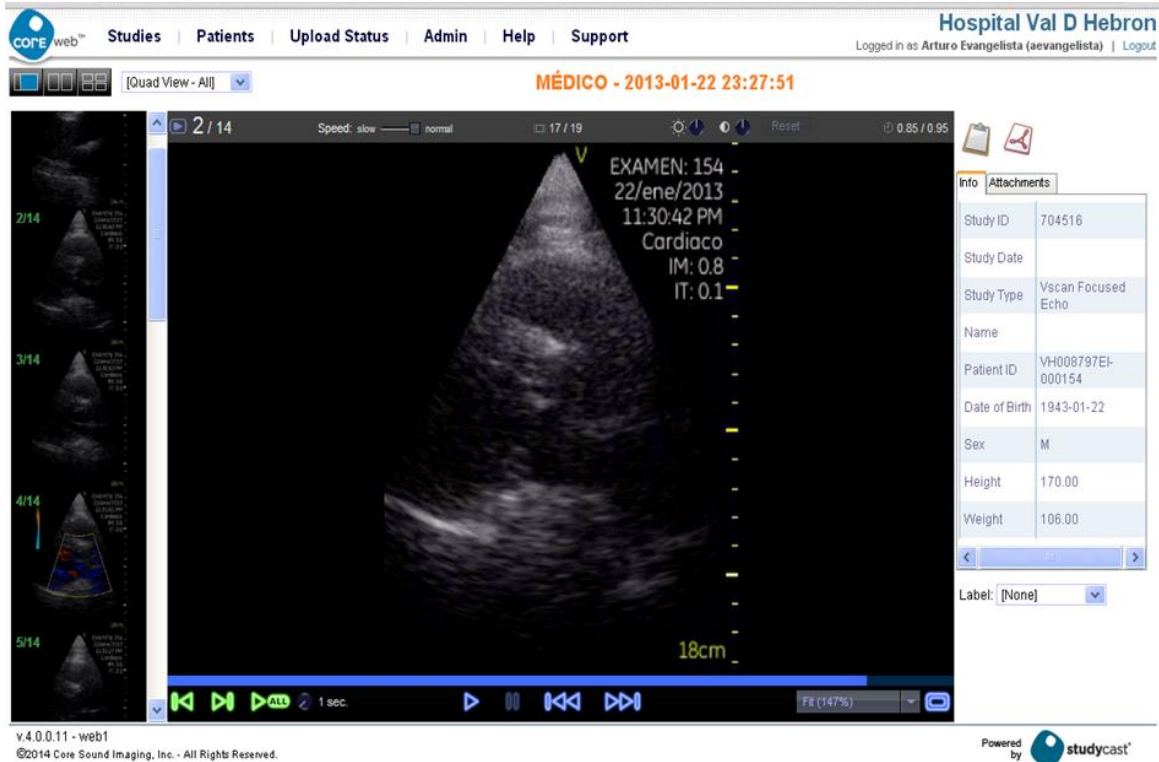 CORE web™ Studies | Patients | Upload Status | Admin | Help | Support
Hospital Val D Hebron
Logged in as Arturo Evangelista (aevangelista) | Logout
[Quad View - All]
MÉDICO - 2013-01-22 23:27:51
2 / 14 Speed: slow normal 17 / 19 Reset 0.85 / 0.95
2/14
3/14
4/14
5/14
V
EXAMEN: 154
22/ene/2013
11:30:42 PM
Cardiaco
IM: 0.8
IT: 0.1
18cm
ALL 1 sec. Fit (147%)
Info Attachments
Study ID 704516
Study Date
Study Type Vscan Focused
Echo
Name
Patient ID VH008797EI-
000154
Date of Birth 1943-01-22
Sex M
Height 170.00
Weight 106.00
Label: [None]
v.4.0.0.11 - web1
©2014 Core Sound Imaging, Inc. - All Rights Reserved.
Powered
by studycast